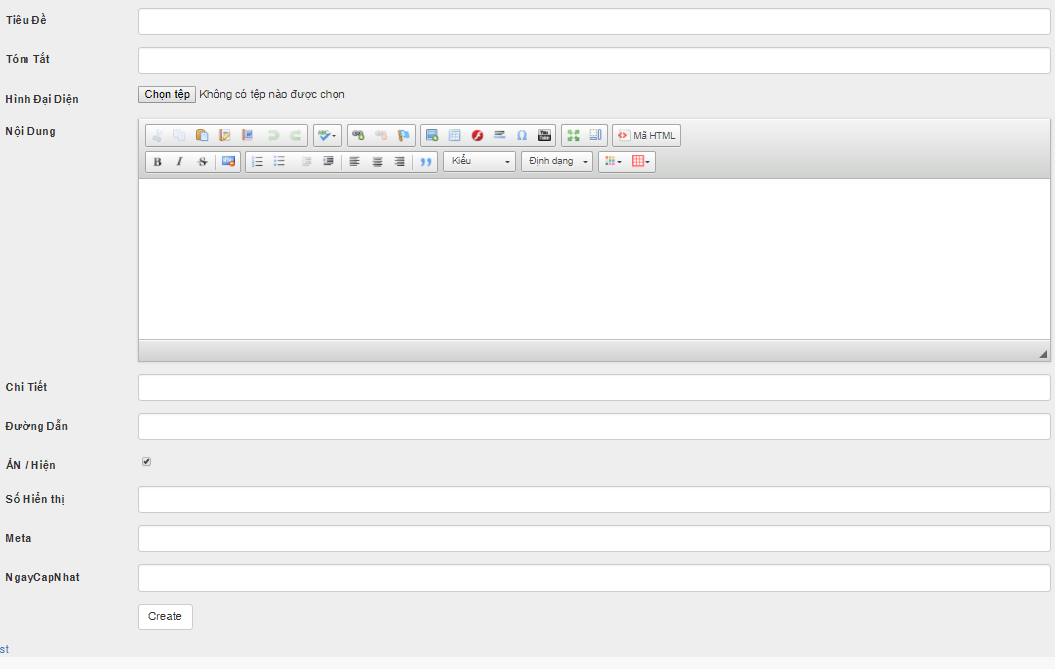 Tiêu Đề
Tóm Tắt
Hình Đại Diện Chọn tệp Không có tệp nào được chọn
Nội Dung
Mã HTML
B I S Kiểu Định dạng
Chi Tiết
Đường Dẫn
ẨN / Hiện
Số Hiển thị
Meta
NgayCapNhat
Create
st